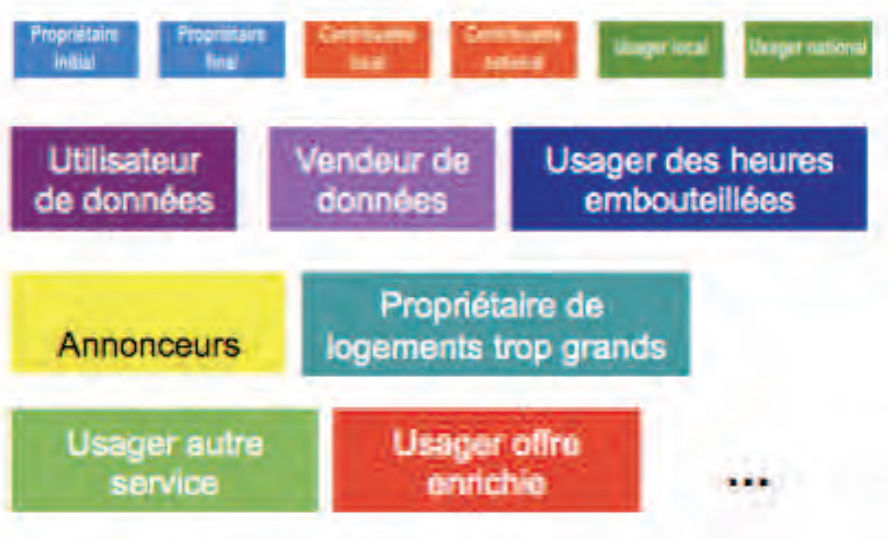 Propriétaire
initial
Propriétaire
final
Contribuable
local
Contribuable
national
Usager local
Usager national
Utilisateur
de données
Vendeur de
données
Usager des heures
embouteillées
Annonceurs
Propriétaire de
logements trop grands
Usager autre
service
Usager offre
enrichie
...